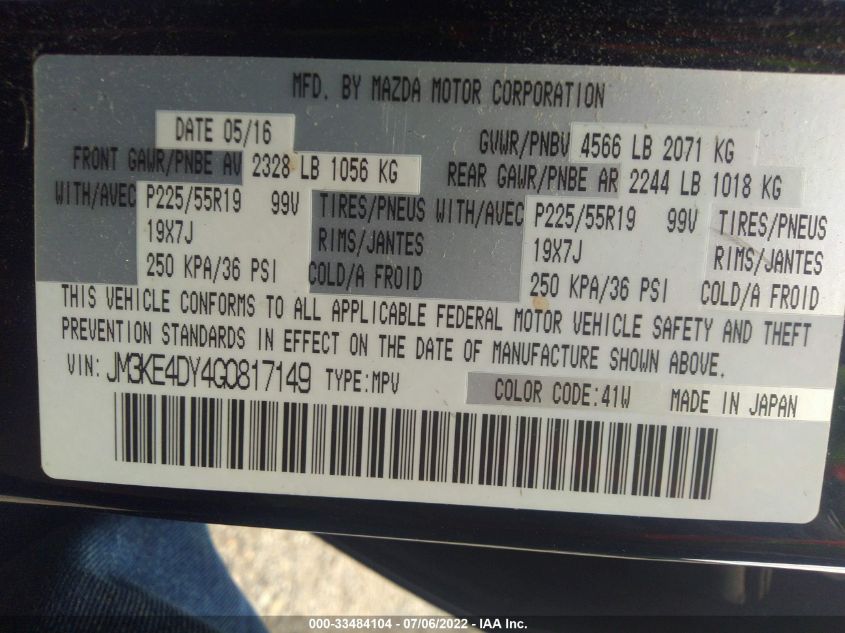 MFD. BY MAZDA MOTOR CORPORATION
DATE 05/16 GVWR/PNBV 4566 LB 2071 KG
FRONT GAWR/PNBE AV 2328 LB 1056 KG REAR GAWR/PNBE AR 2244 LB 1018 KG
WITH/AVEC P225/55R19 99V TIRES/PNEUS WITH/AVEC P225/55R19 99V TIRES/PNEUS
19X7J RIMS/JANTES 19X7J RIMS/JANTES
250 KPA/36 PSI COLD/A FROID 250 KPA/36 PSI COLD/A FROID
THIS VEHICLE CONFORMS TO ALL APPLICABLE FEDERAL MOTOR VEHICLE SAFETY AND THEFT
PREVENTION STANDARDS IN EFFECT ON THE DATE OF MANUFACTURE SHOWN ABOVE.
VIN: JM3KE4DY4G0817149 TYPE:MPV COLOR CODE:41W MADE IN JAPAN
000-33484104 - 07/06/2022 - IAA Inc.